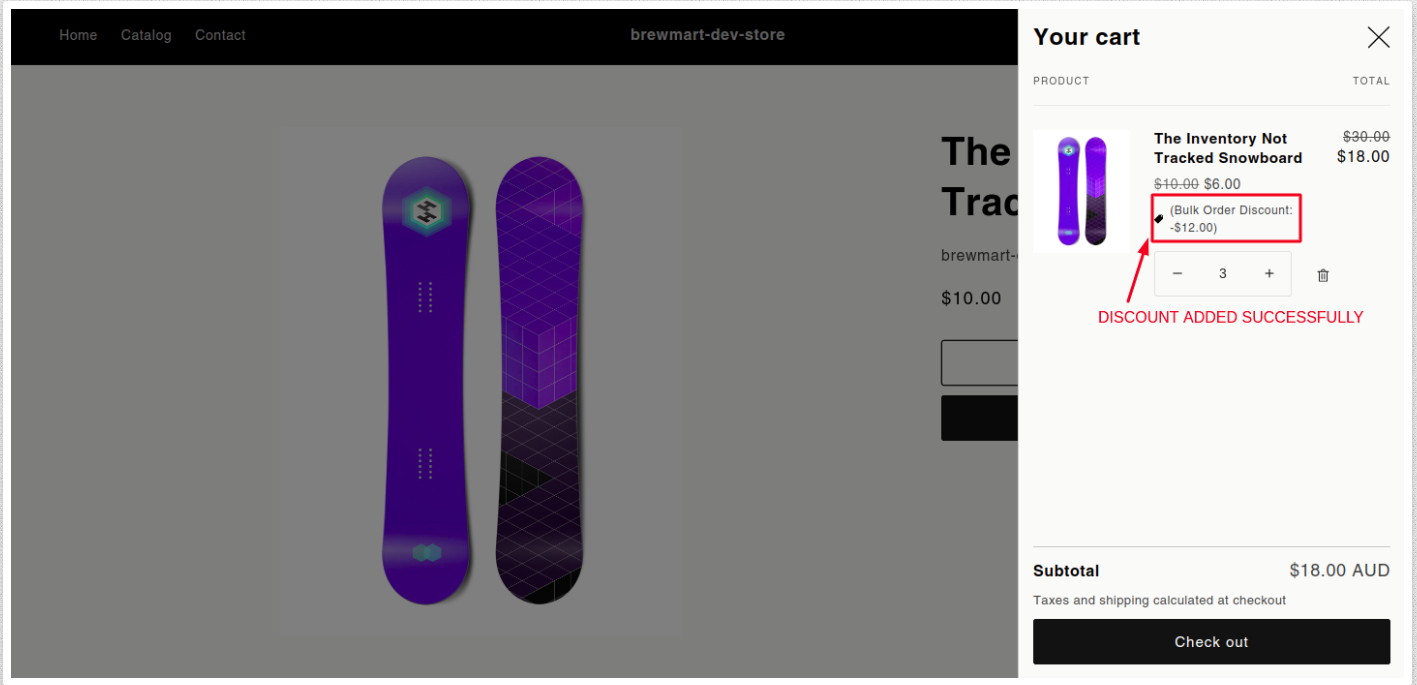 Home Catalog Contact
brewmart-dev-store
Your cart
PRODUCT TOTAL
The Inventory Not $30.00
Tracked Snowboard $18.00
$10.00 $6.00
(Bulk Order Discount:
-$12.00)
− 3 +
DISCOUNT ADDED SUCCESSFULLY
The
Trac
brewmart-
$10.00
Subtotal $18.00 AUD
Taxes and shipping calculated at checkout
Check out